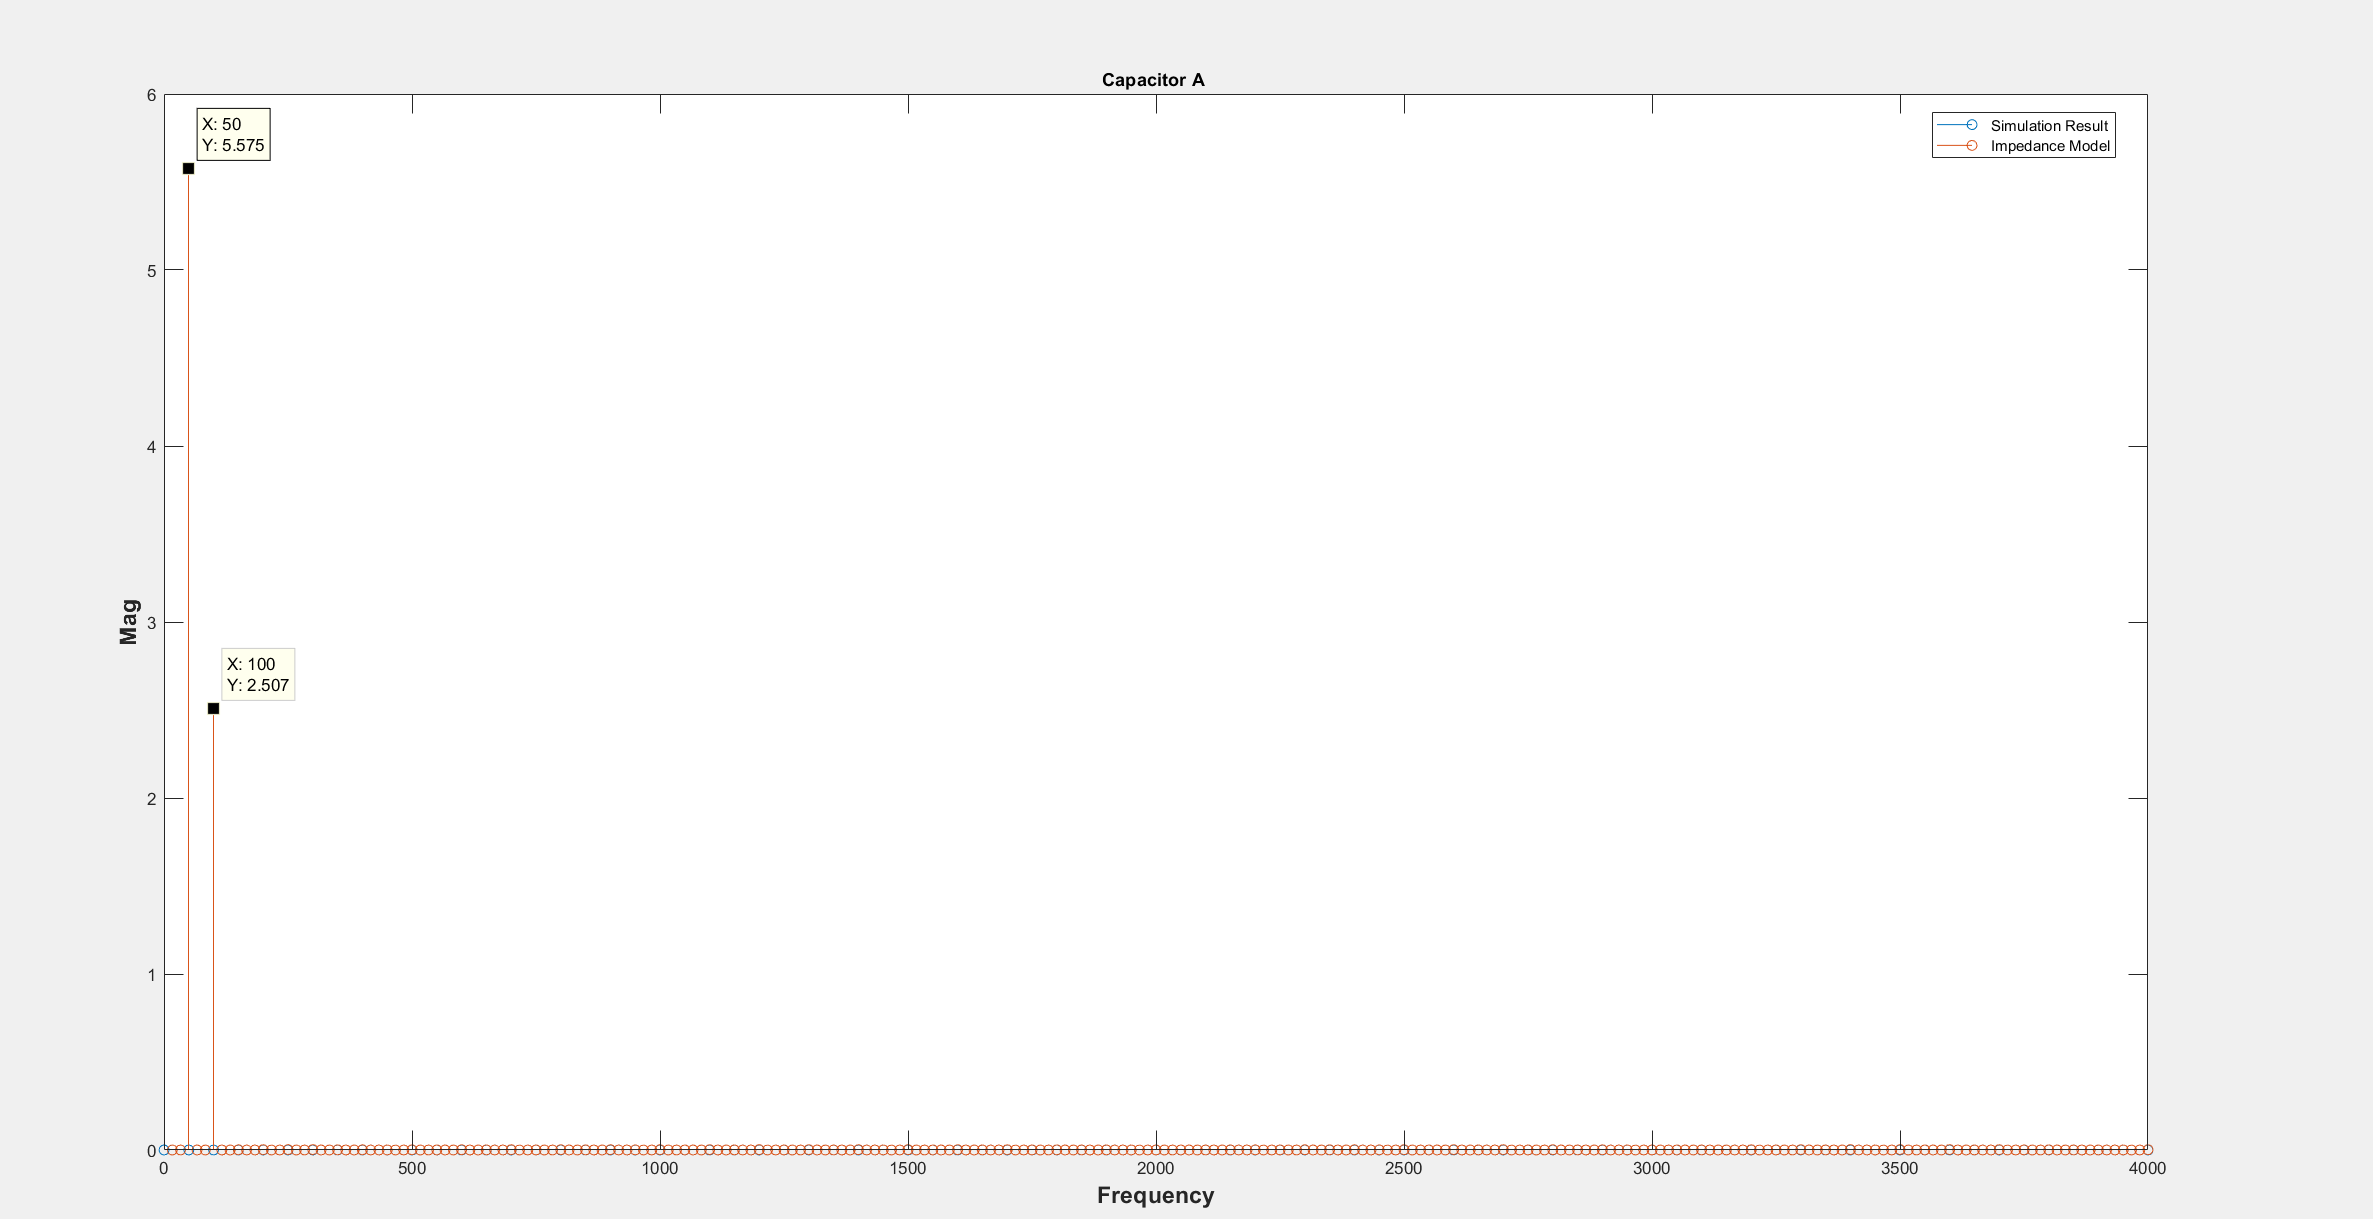 Capacitor A
6
X: 50
Y: 5.575
Simulation Result
Impedance Model
5
4
3
Mag
X: 100
Y: 2.507
2
1
0
0
500
1000
1500
2000
2500
3000
3500
4000
Frequency